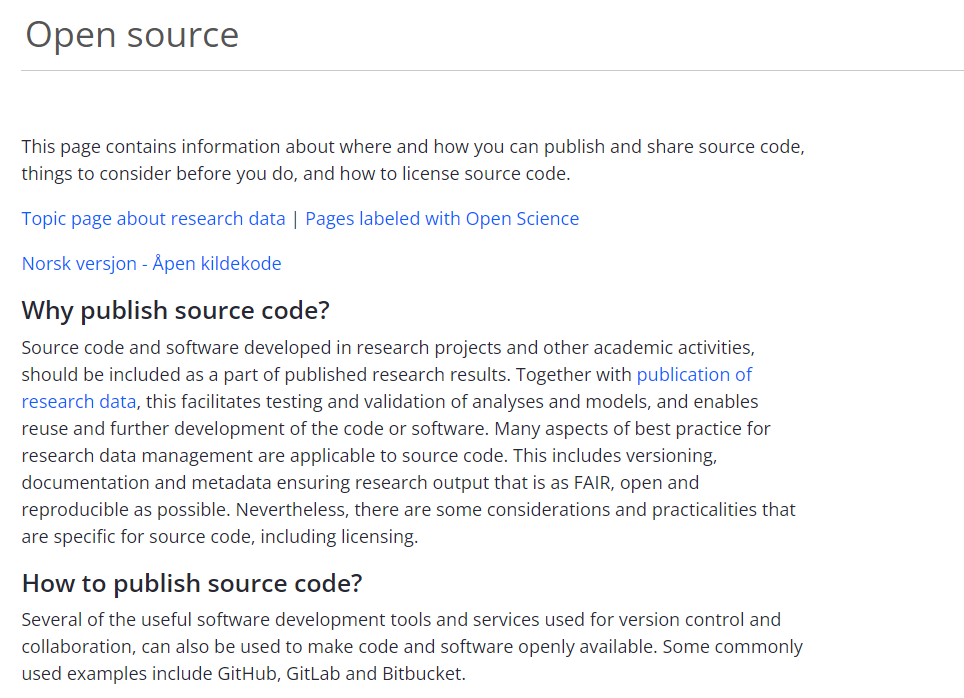 Open source
This page contains information about where and how you can publish and share source code,
things to consider before you do, and how to license source code.
Topic page about research data | Pages labeled with Open Science
Norsk versjon - Åpen kildekode
Why publish source code?
Source code and software developed in research projects and other academic activities,
should be included as a part of published research results. Together with publication of
research data, this facilitates testing and validation of analyses and models, and enables
reuse and further development of the code or software. Many aspects of best practice for
research data management are applicable to source code. This includes versioning,
documentation and metadata ensuring research output that is as FAIR, open and
reproducible as possible. Nevertheless, there are some considerations and practicalities that
are specific for source code, including licensing.
How to publish source code?
Several of the useful software development tools and services used for version control and
collaboration, can also be used to make code and software openly available. Some commonly
used examples include GitHub, GitLab and Bitbucket.